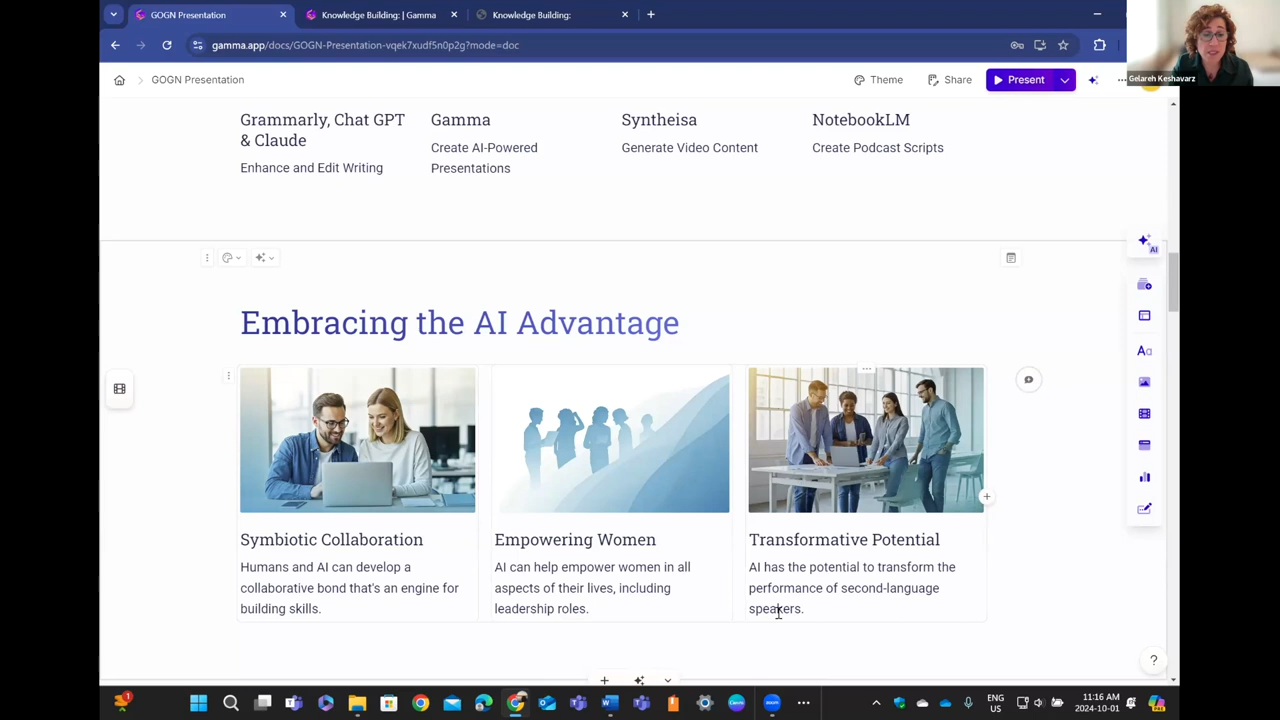 GOGN Presentation
Knowledge Building: | Gamma
Knowledge Building:
gamma.app/docs/GOGN-Presentation-vqek7xudf5n0p2g?mode=doc
Gelareh Keshavarz
GOGN Presentation
Theme
Share
Present
Grammarly, Chat GPT
& Claude
Enhance and Edit Writing
Gamma
Create AI-Powered
Presentations
Syntheisa
Generate Video Content
NotebookLM
Create Podcast Scripts
AI
Aa
Embracing the AI Advantage
Symbiotic Collaboration
Humans and AI can develop a
collaborative bond that's an engine for
building skills.
Empowering Women
AI can help empower women in all
aspects of their lives, including
leadership roles.
Transformative Potential
AI has the potential to transform the
performance of second-language
speakers.
?
1
zoom
ENG
US
11:16 AM
2024-10-01